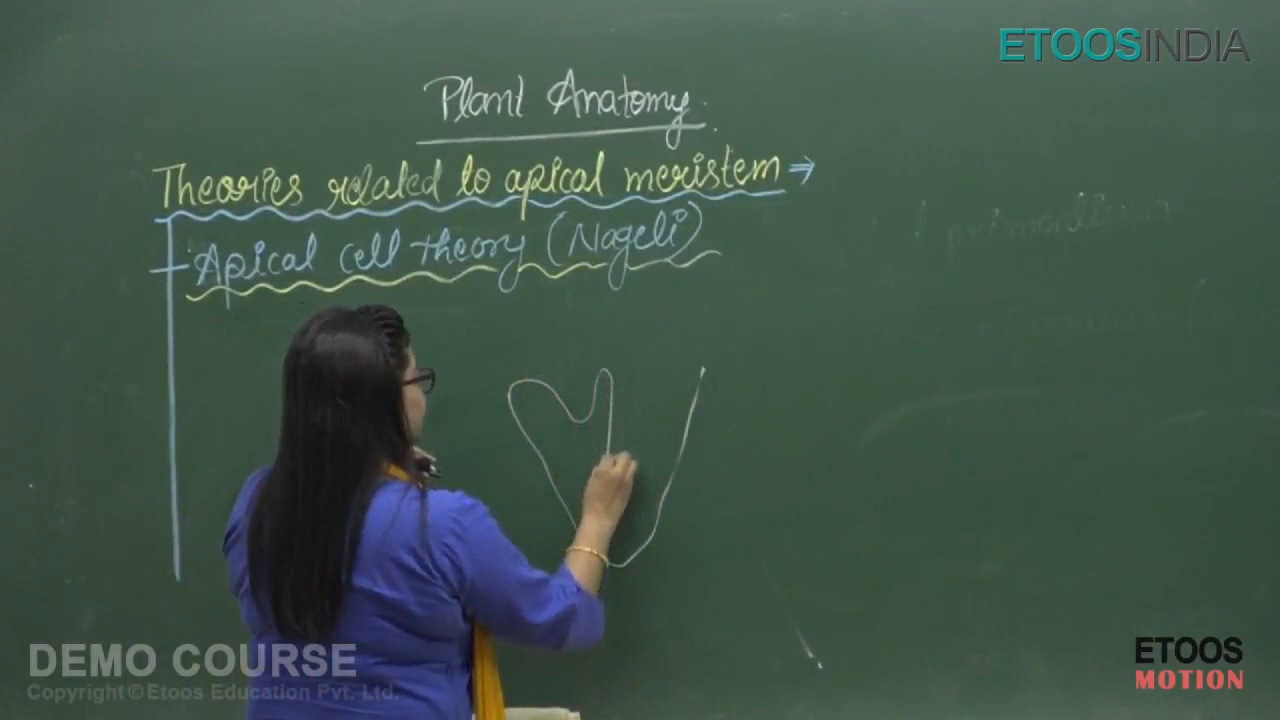 ETOOSINDIA
Plant Anatomy
Theories related to apical meristem →
Apical cell theory (Nageli)
primordium
DEMO COURSE
Copyright©Etoos Education Pvt. Ltd.
ETOOS
MOTION